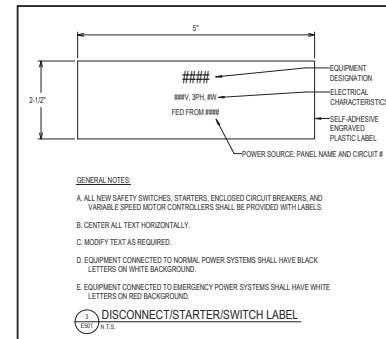 5"
2-1/2"
####
EQUIPMENT
DESIGNATION
###V, 3PH, #W
ELECTRICAL
CHARACTERISTICS
FED FROM ####
SELF-ADHESIVE
ENGRAVED
PLASTIC LABEL
POWER SOURCE; PANEL NAME AND CIRCUIT #
GENERAL NOTES:
A. ALL NEW SAFETY SWITCHES, STARTERS, ENCLOSED CIRCUIT BREAKERS, AND
VARIABLE SPEED MOTOR CONTROLLERS SHALL BE PROVIDED WITH LABELS.
B. CENTER ALL TEXT HORIZONTALLY.
C. MODIFY TEXT AS REQUIRED.
D. EQUIPMENT CONNECTED TO NORMAL POWER SYSTEMS SHALL HAVE BLACK
LETTERS ON WHITE BACKGROUND.
E. EQUIPMENT CONNECTED TO EMERGENCY POWER SYSTEMS SHALL HAVE WHITE
LETTERS ON RED BACKGROUND.
3
E501
DISCONNECT/STARTER/SWITCH LABEL
N.T.S.